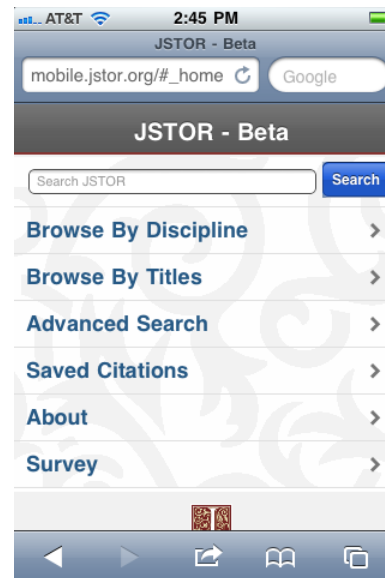 AT&T 2:45 PM
JSTOR - Beta
mobile.jstor.org/#_home Google
JSTOR - Beta
Search JSTOR Search
Browse By Discipline
Browse By Titles
Advanced Search
Saved Citations
About
Survey